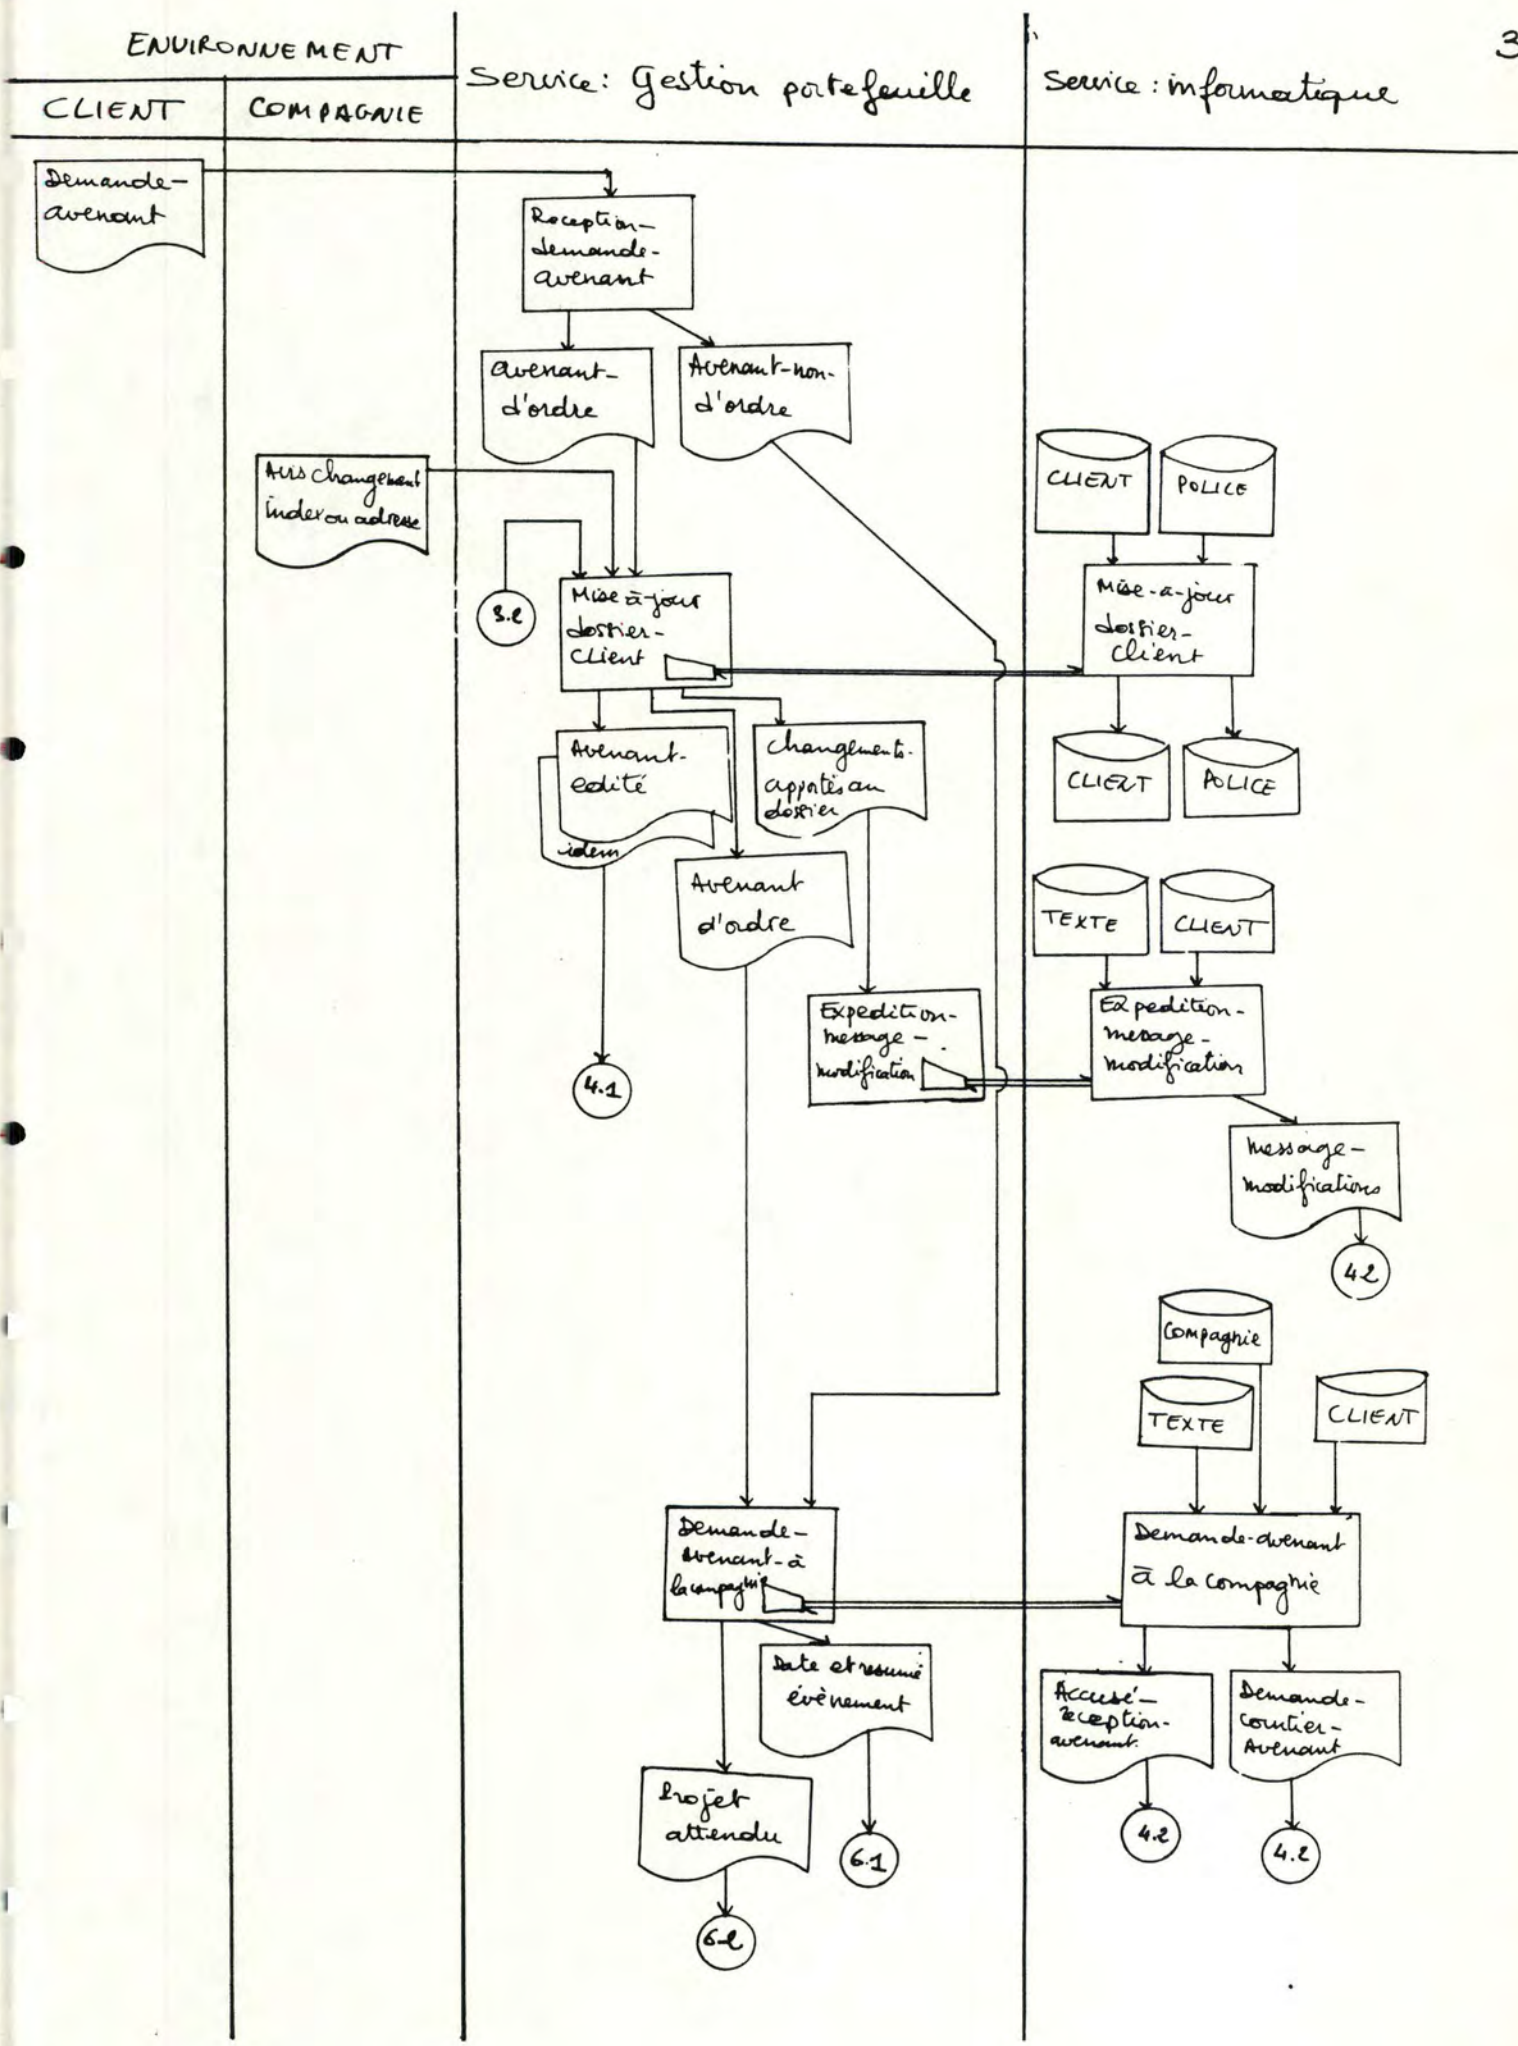 3
ENVIRONNEMENT
CLIENT
COMPAGNIE
Service: Gestion portefeuille
Service: informatique
Demande-
avenant
Reception-
demande-
avenant
avenant-
d'ordre
Avenant-non-
d'ordre
Avis changement
index ou adresse
CLIENT
POLICE
3.2
Mise à-jour
dossier-
client
Mise-a-jour
dossier-
client
Avenant-
edité
idem
changements-
apportés au
dossier
CLIENT
POLICE
Avenant
d'ordre
TEXTE
CLIENT
Expedition-
message-
modification
Expedition-
message-
modification
4.1
message-
modifications
4.2
Compagnie
TEXTE
CLIENT
Demande-
avenant-à
la compagnie
Demande-avenant
à la compagnie
Date et resumé
évènement
Accusé-
reception-
avenant.
Demande-
courtier-
Avenant
Projet
attendu
6.1
4.2
4.2
6.2